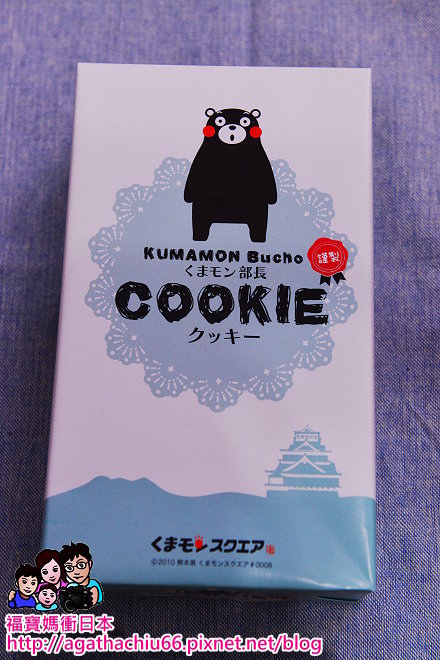 KUMAMON Bucho
くまモン部長
謹製
COOKIE
クッキー
くまモンスクエア
©2010 熊本県 くまモンスクエア #0008
福寶媽衝日本
http://agathachiu66.pixnet.net/blog